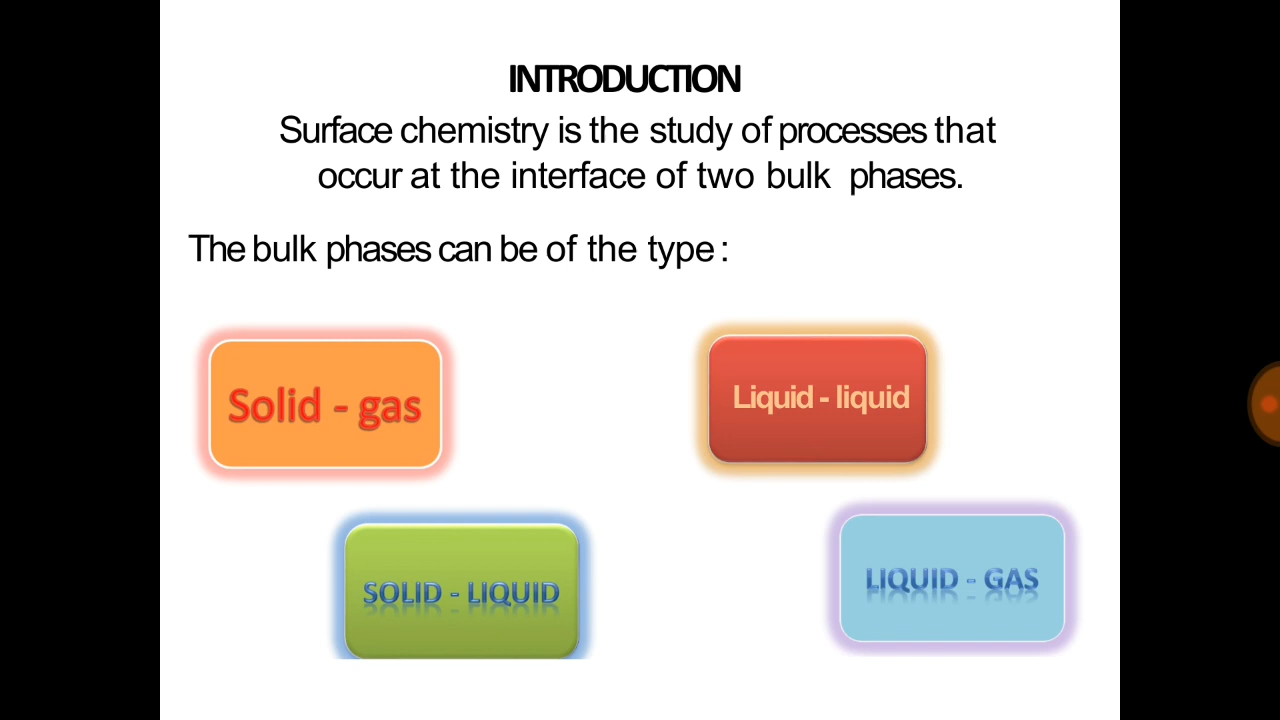 INTRODUCTION
Surface chemistry is the study of processes that
occur at the interface of two bulk phases.
The bulk phases can be of the type :
Solid - gas
Liquid - liquid
SOLID - LIQUID
LIQUID - GAS